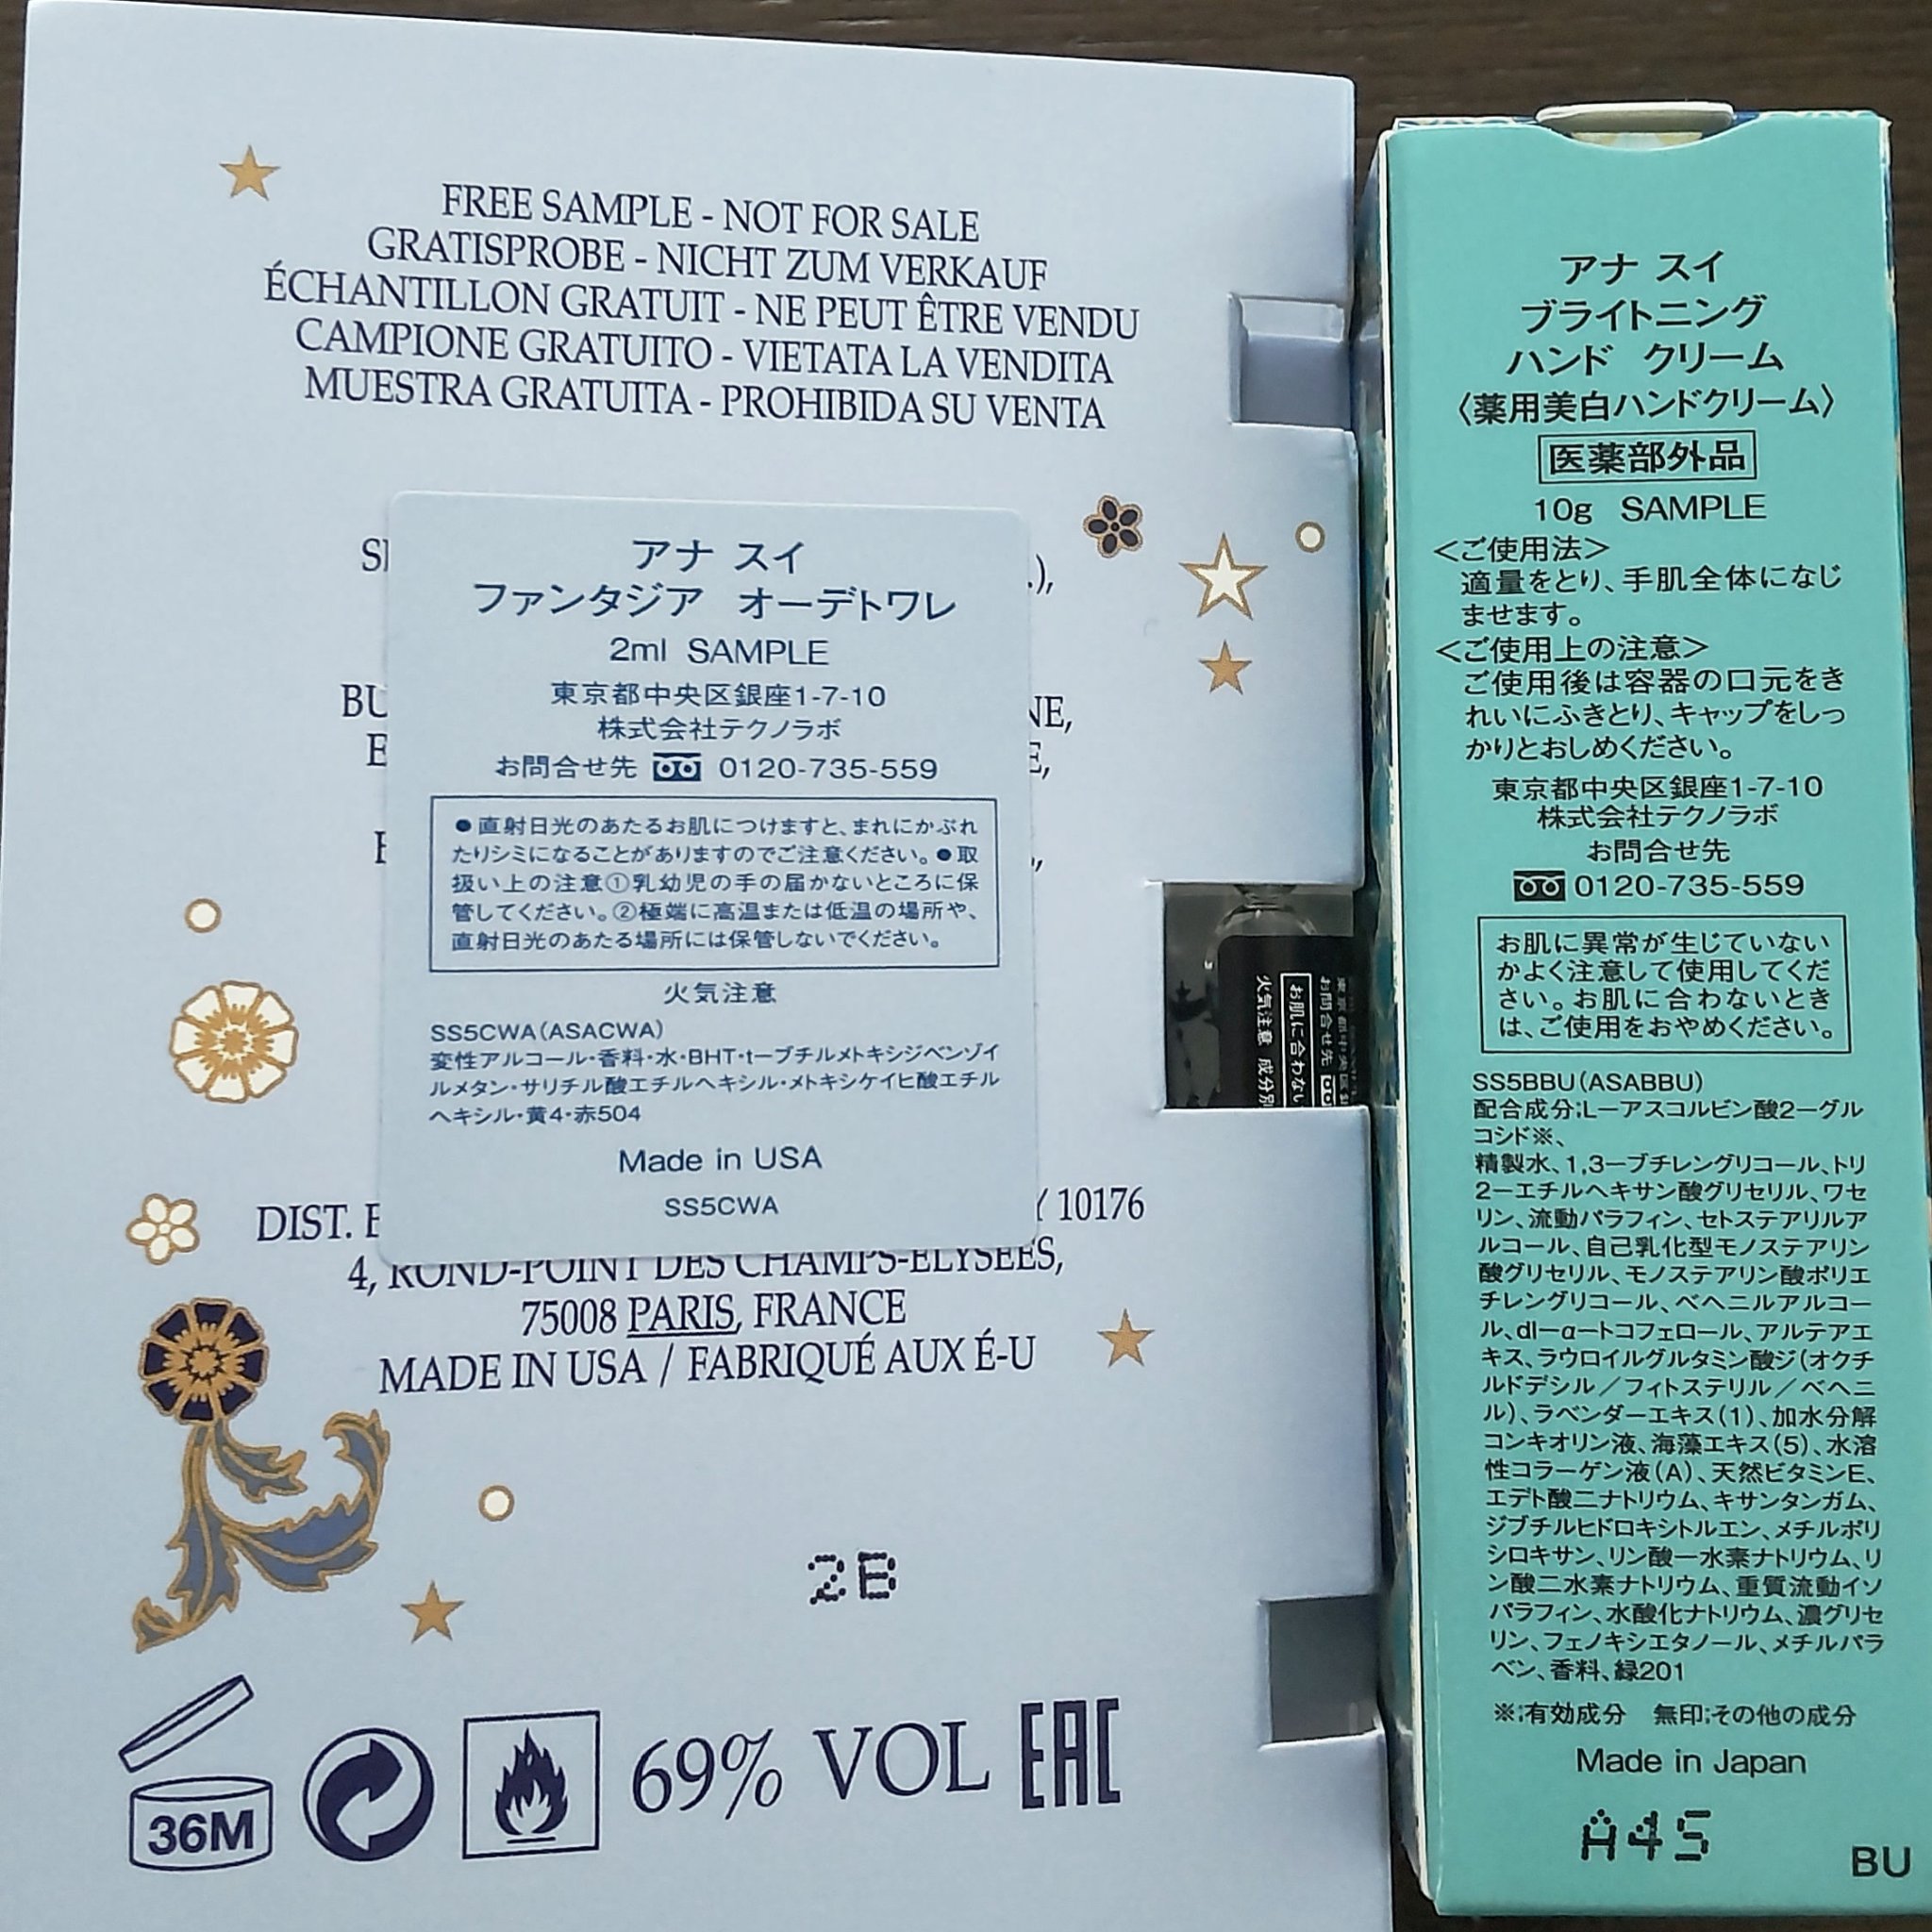 FREE SAMPLE - NOT FOR SALE
GRATISPROBE - NICHT ZUM VERKAUF
ÉCHANTILLON GRATUIT - NE PEUT ÊTRE VENDU
CAMPIONE GRATUITO - VIETATA LA VENDITA
MUESTRA GRATUITA - PROHIBIDA SU VENTA
アナ スイ
ファンタジア オーデトワレ
2ml SAMPLE
東京都中央区銀座1-7-10
株式会社テクノラボ
お問合せ先 0120-735-559
●直射日光のあたるお肌につけますと、まれにかぶれ
たりシミになることがありますのでご注意ください。●取
扱い上の注意①乳幼児の手の届かないところに保
管してください。②極端に高温または低温の場所や、
直射日光のあたる場所には保管しないでください。
火気注意
SS5CWA(ASACWA)
変性アルコール・香料・水・BHT・t-ブチルメトキシジベンゾイ
ルメタン・サリチル酸エチルヘキシル・メトキシケイヒ酸エチル
ヘキシル・黄4・赤504
Made in USA
SS5CWA
DIST. 10176
4, ROND-POINT DES CHAMPS-ELYSEES,
75008 PARIS, FRANCE
MADE IN USA / FABRIQUÉ AUX É-U
2B
36M
69% VOL EAC
お問合せ先
お肌に合わない
火気注意 成分別
アナ スイ
ブライトニング
ハンド クリーム
〈薬用美白ハンドクリーム〉
医薬部外品
10g SAMPLE
＜ご使用法＞
適量をとり、手肌全体になじ
ませます。
＜ご使用上の注意＞
ご使用後は容器の口元をき
れいにふきとり、キャップをしっ
かりとおしめください。
東京都中央区銀座1-7-10
株式会社テクノラボ
お問合せ先
0120-735-559
お肌に異常が生じていない
かよく注意して使用してくだ
さい。お肌に合わないとき
は、ご使用をおやめください。
SS5BBU(ASABBU)
配合成分;L-アスコルビン酸2-グル
コシド※、
精製水、1,3-ブチレングリコール、トリ
2-エチルヘキサン酸グリセリル、ワセ
リン、流動パラフィン、セトステアリルア
ルコール、自己乳化型モノステアリン
酸グリセリル、モノステアリン酸ポリエ
チレングリコール、ベヘニルアルコー
ル、dl-α-トコフェロール、アルテアエ
キス、ラウロイルグルタミン酸ジ(オクチ
ルドデシル／フィトステリル／ベヘニ
ル)、ラベンダーエキス(1)、加水分解
コンキオリン液、海藻エキス(5)、水溶
性コラーゲン液(A)、天然ビタミンE、
エデト酸二ナトリウム、キサンタンガム、
ジブチルヒドロキシトルエン、メチルポリ
シロキサン、リン酸一水素ナトリウム、リ
ン酸二水素ナトリウム、重質流動イソ
パラフィン、水酸化ナトリウム、濃グリセ
リン、フェノキシエタノール、メチルパラ
ベン、香料、緑201
※;有効成分 無印;その他の成分
Made in Japan
A45
BU